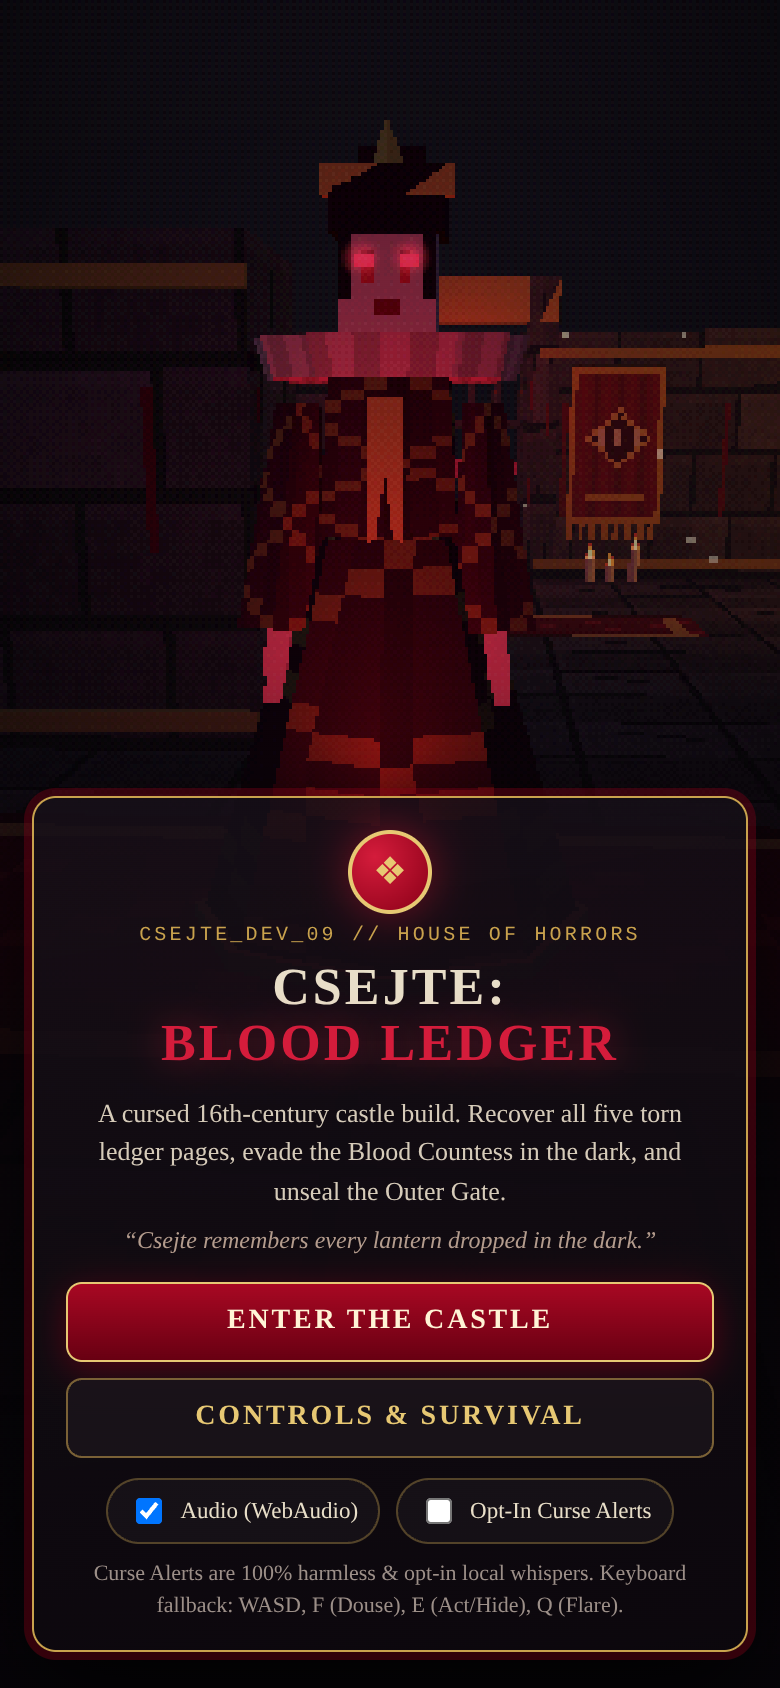 CSEJTE_DEV_09 // HOUSE OF HORRORS
CSEJTE:
BLOOD LEDGER
A cursed 16th-century castle build. Recover all five torn
ledger pages, evade the Blood Countess in the dark, and
unseal the Outer Gate.
“Csejte remembers every lantern dropped in the dark.”
ENTER THE CASTLE
CONTROLS & SURVIVAL
Audio (WebAudio)
Opt-In Curse Alerts
Curse Alerts are 100% harmless & opt-in local whispers. Keyboard
fallback: WASD, F (Douse), E (Act/Hide), Q (Flare).